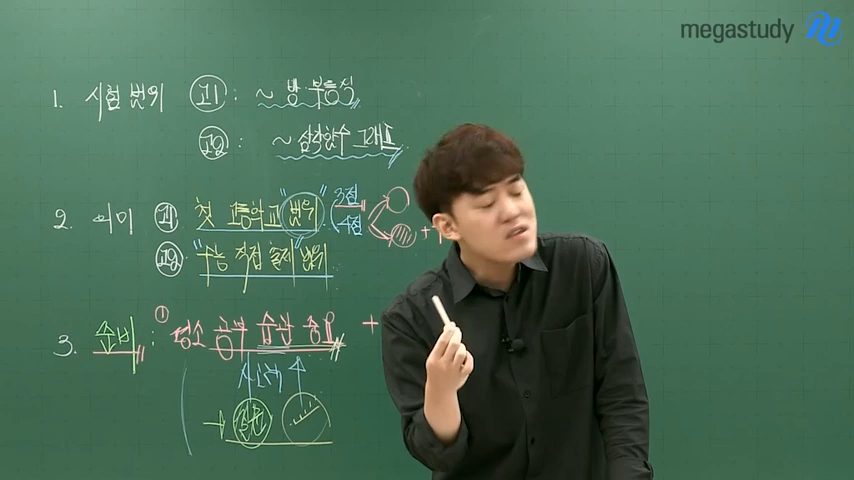 megastudy
1. 시험 범위 고1 : ~ 방·부등식
고2 : ~ 삼각함수 그래프
2. 의미 고1 "첫 고등학교 범위" 3점 4점 +
고2 "수능 직접 출제 범위"
3. 준비 : ① 평소 공부 습관 중요 +
시간